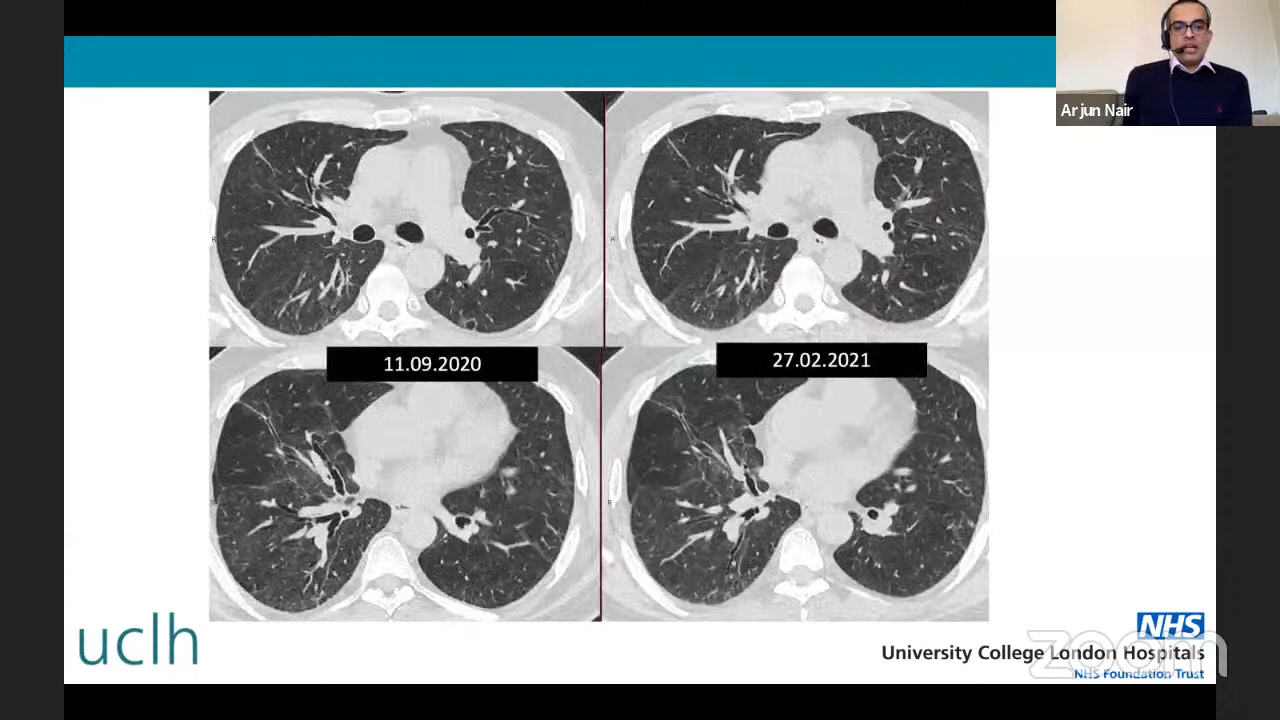 Arjun Nair
R
R
11.09.2020
27.02.2021
R
R
uclh
NHS
University College London Hospitals
NHS Foundation Trust
zoom